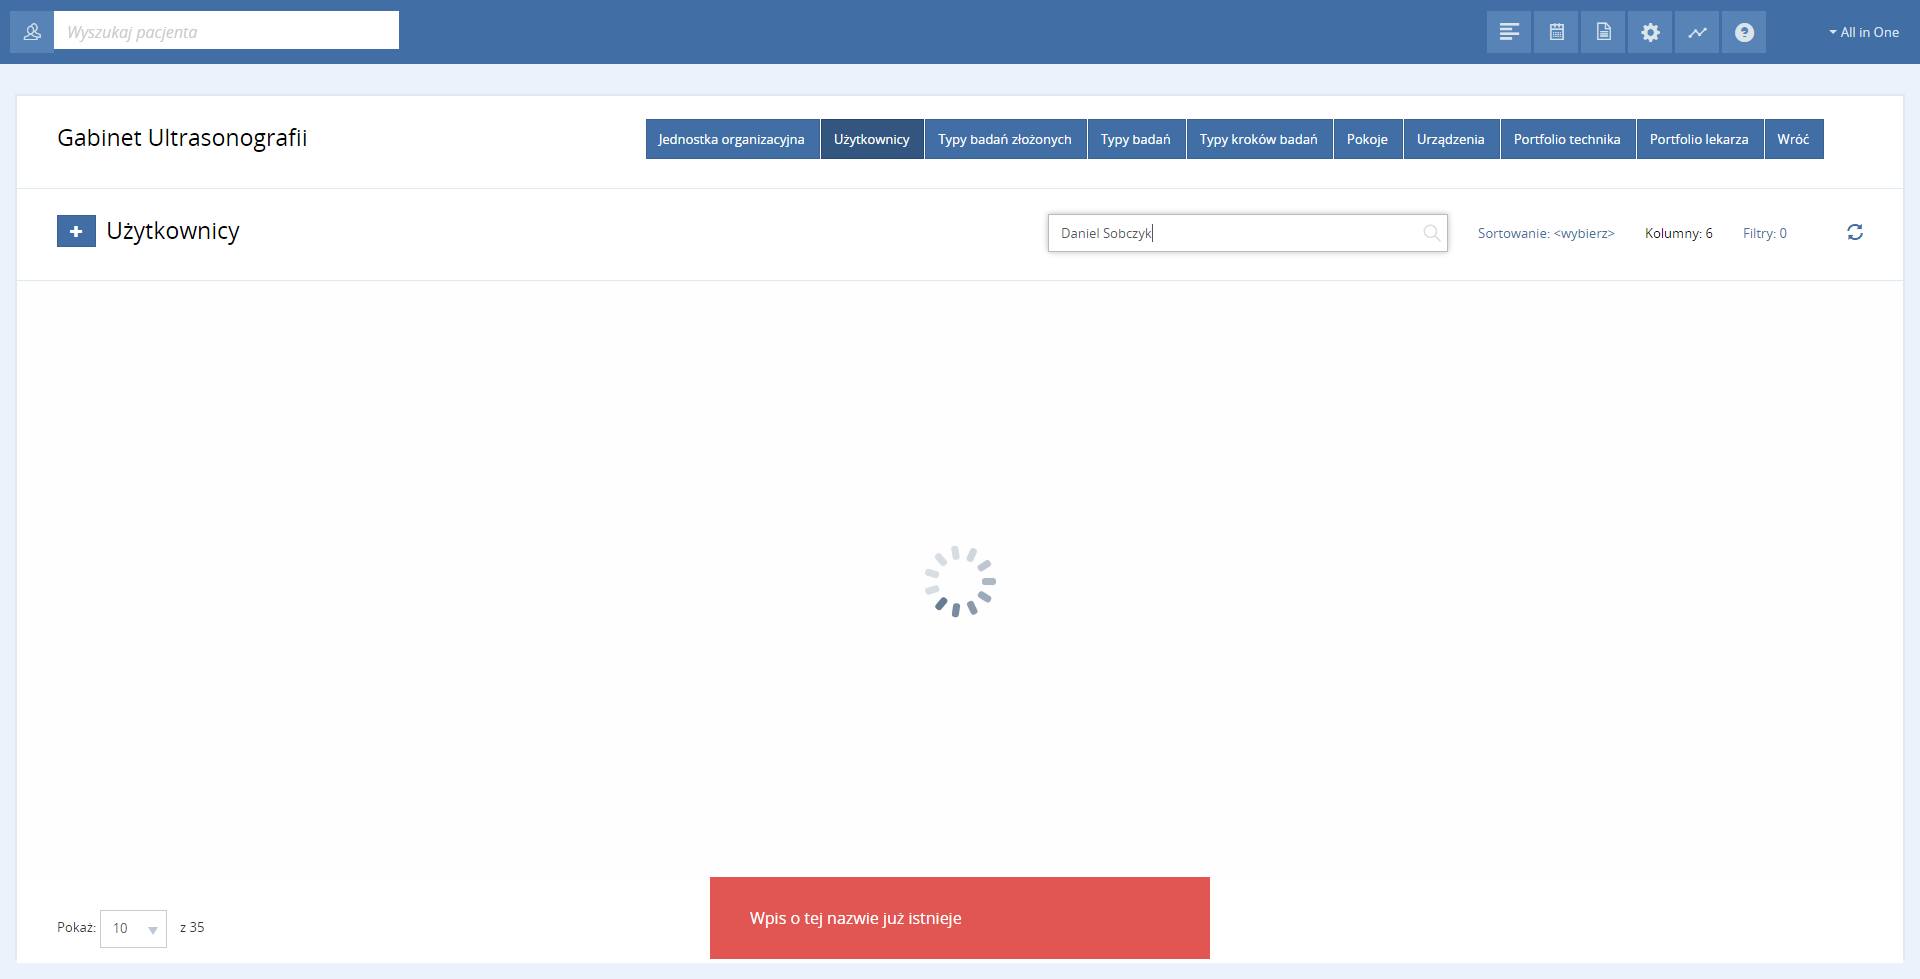 Wyszukaj pacjenta
All in One
Gabinet Ultrasonografii
Jednostka organizacyjna Użytkownicy Typy badań złożonych Typy badań Typy kroków badań Pokoje Urządzenia Portfolio technika Portfolio lekarza Wróć
Użytkownicy
Daniel Sobczyk
Sortowanie: <wybierz> Kolumny: 6 Filtry: 0
Wpis o tej nazwie już istnieje
Pokaż: 10 z 35